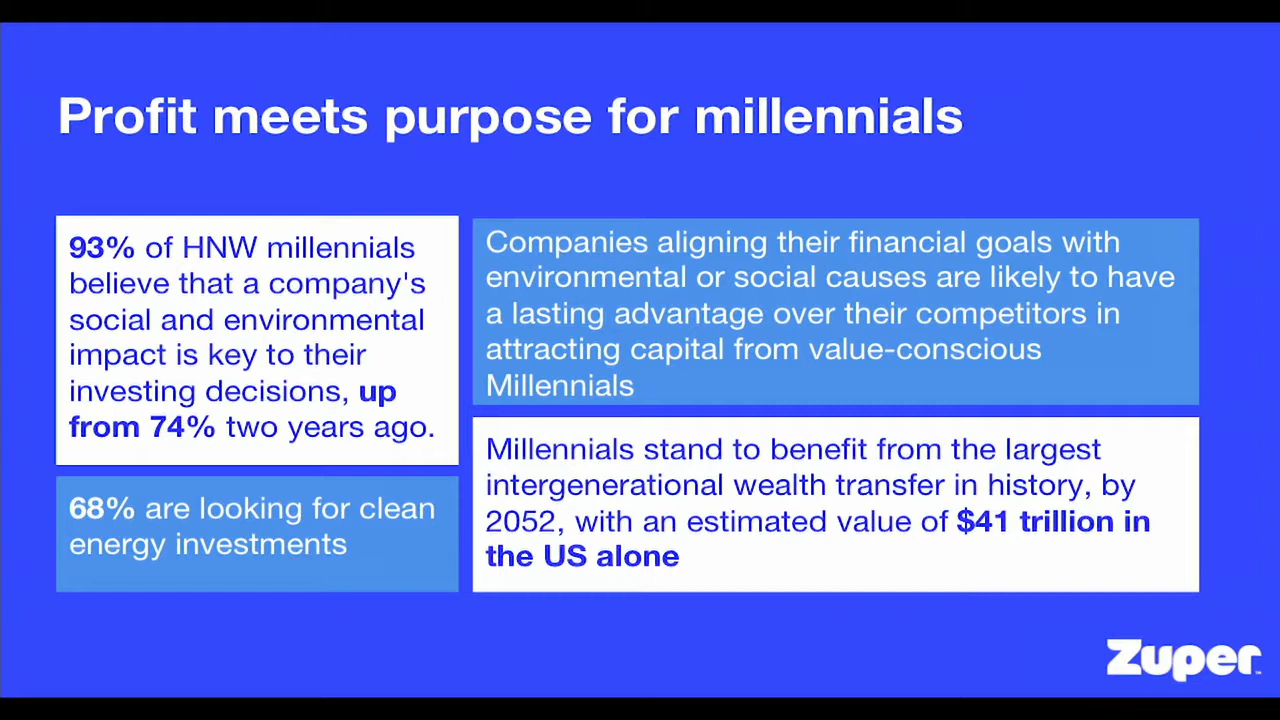 Profit meets purpose for millennials
93% of HNW millennials
believe that a company's
social and environmental
impact is key to their
investing decisions, up
from 74% two years ago.
68% are looking for clean
energy investments
Companies aligning their financial goals with
environmental or social causes are likely to have
a lasting advantage over their competitors in
attracting capital from value-conscious
Millennials
Millennials stand to benefit from the largest
intergenerational wealth transfer in history, by
2052, with an estimated value of $41 trillion in
the US alone
Zuper™